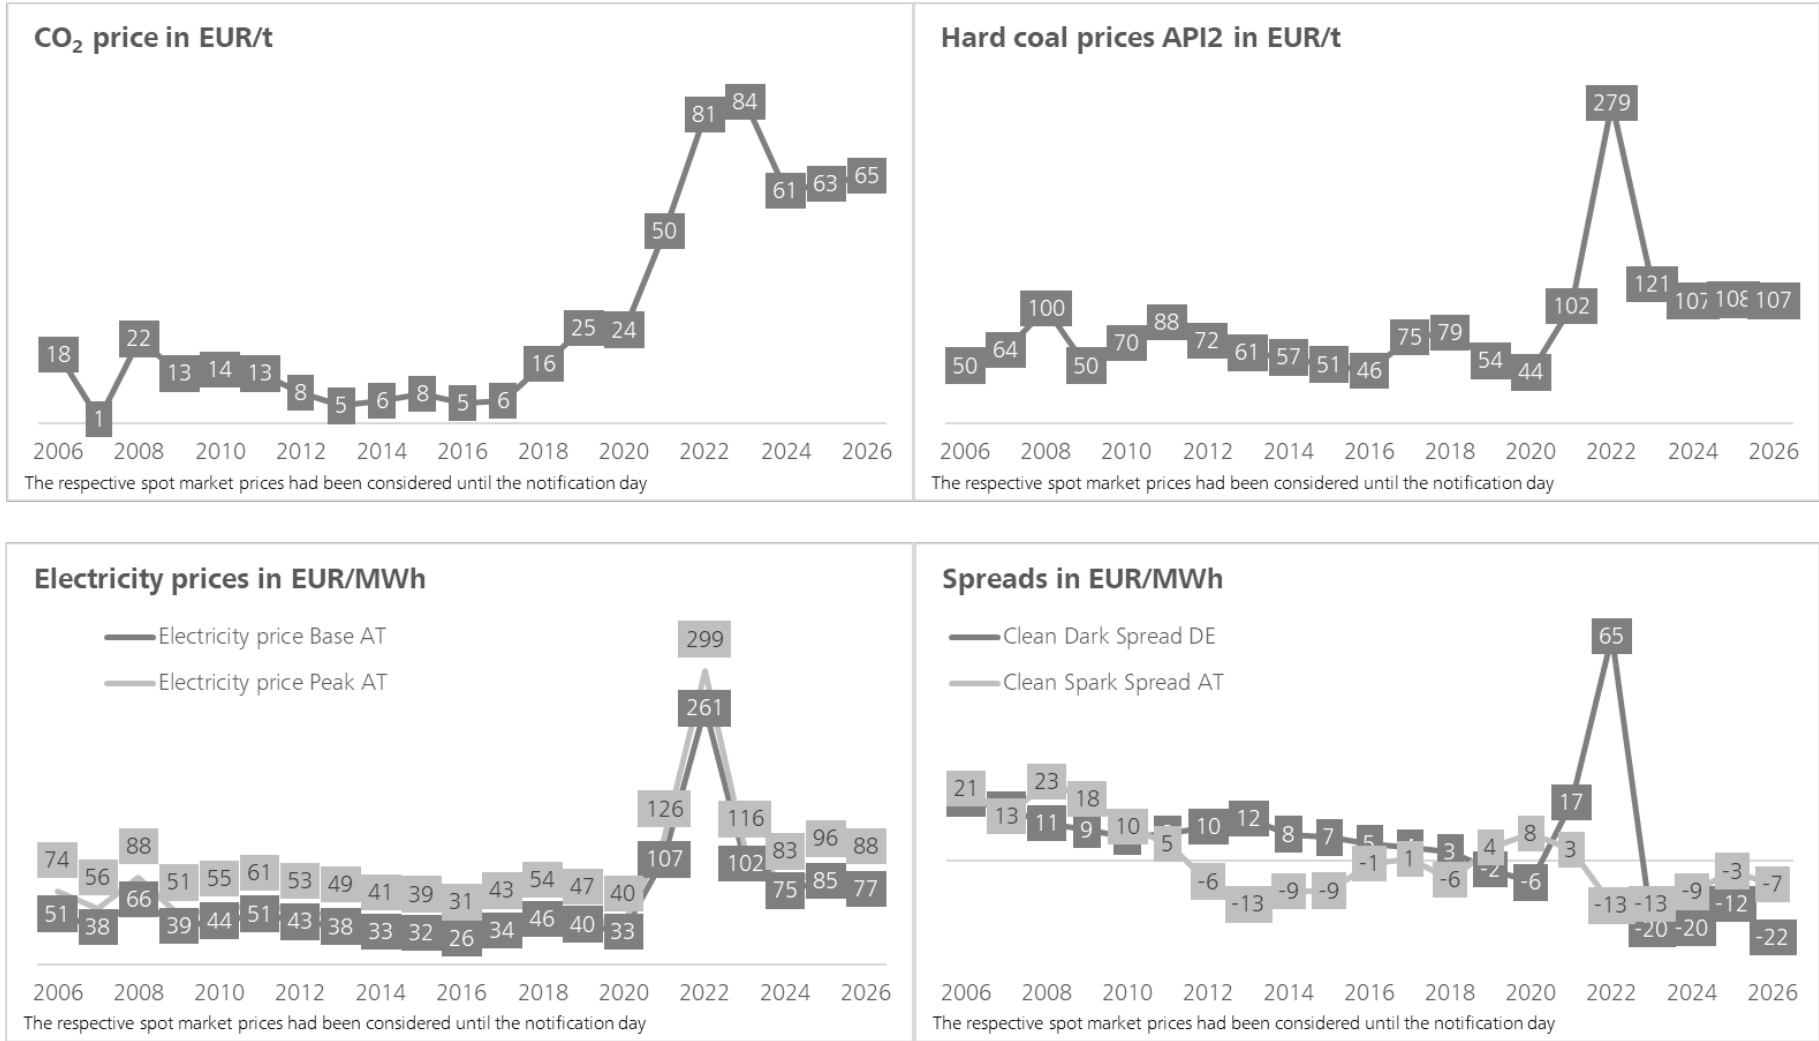 CO₂ price in EUR/t
84
81
65
63
61
50
25
24
22
18
16
14
13
13
8
8
6
6
5
5
1
2006 2008 2010 2012 2014 2016 2018 2020 2022 2024 2026
The respective spot market prices had been considered until the notification day
Hard coal prices API2 in EUR/t
279
121
107
108
107
102
100
88
79
75
72
70
64
61
57
54
51
50
50
46
44
2006 2008 2010 2012 2014 2016 2018 2020 2022 2024 2026
The respective spot market prices had been considered until the notification day
Electricity prices in EUR/MWh
Electricity price Base AT
Electricity price Peak AT
74 56 88 51 55 61 53 49 41 39 31 43 54 47 40 126 299 116 83 96 88
51 38 66 39 44 51 43 38 33 32 26 34 46 40 33 107 261 102 75 85 77
2006 2008 2010 2012 2014 2016 2018 2020 2022 2024 2026
The respective spot market prices had been considered until the notification day
Spreads in EUR/MWh
Clean Dark Spread DE
Clean Spark Spread AT
21 13 23 18 10 5 -6 -13 -9 -9 -1 1 -6 4 8 3 -13 -13 -9 -3 -7
11 9 10 12 8 7 5 3 -2 -6 17 65 -20 -20 -12 -22
2006 2008 2010 2012 2014 2016 2018 2020 2022 2024 2026
The respective spot market prices had been considered until the notification day